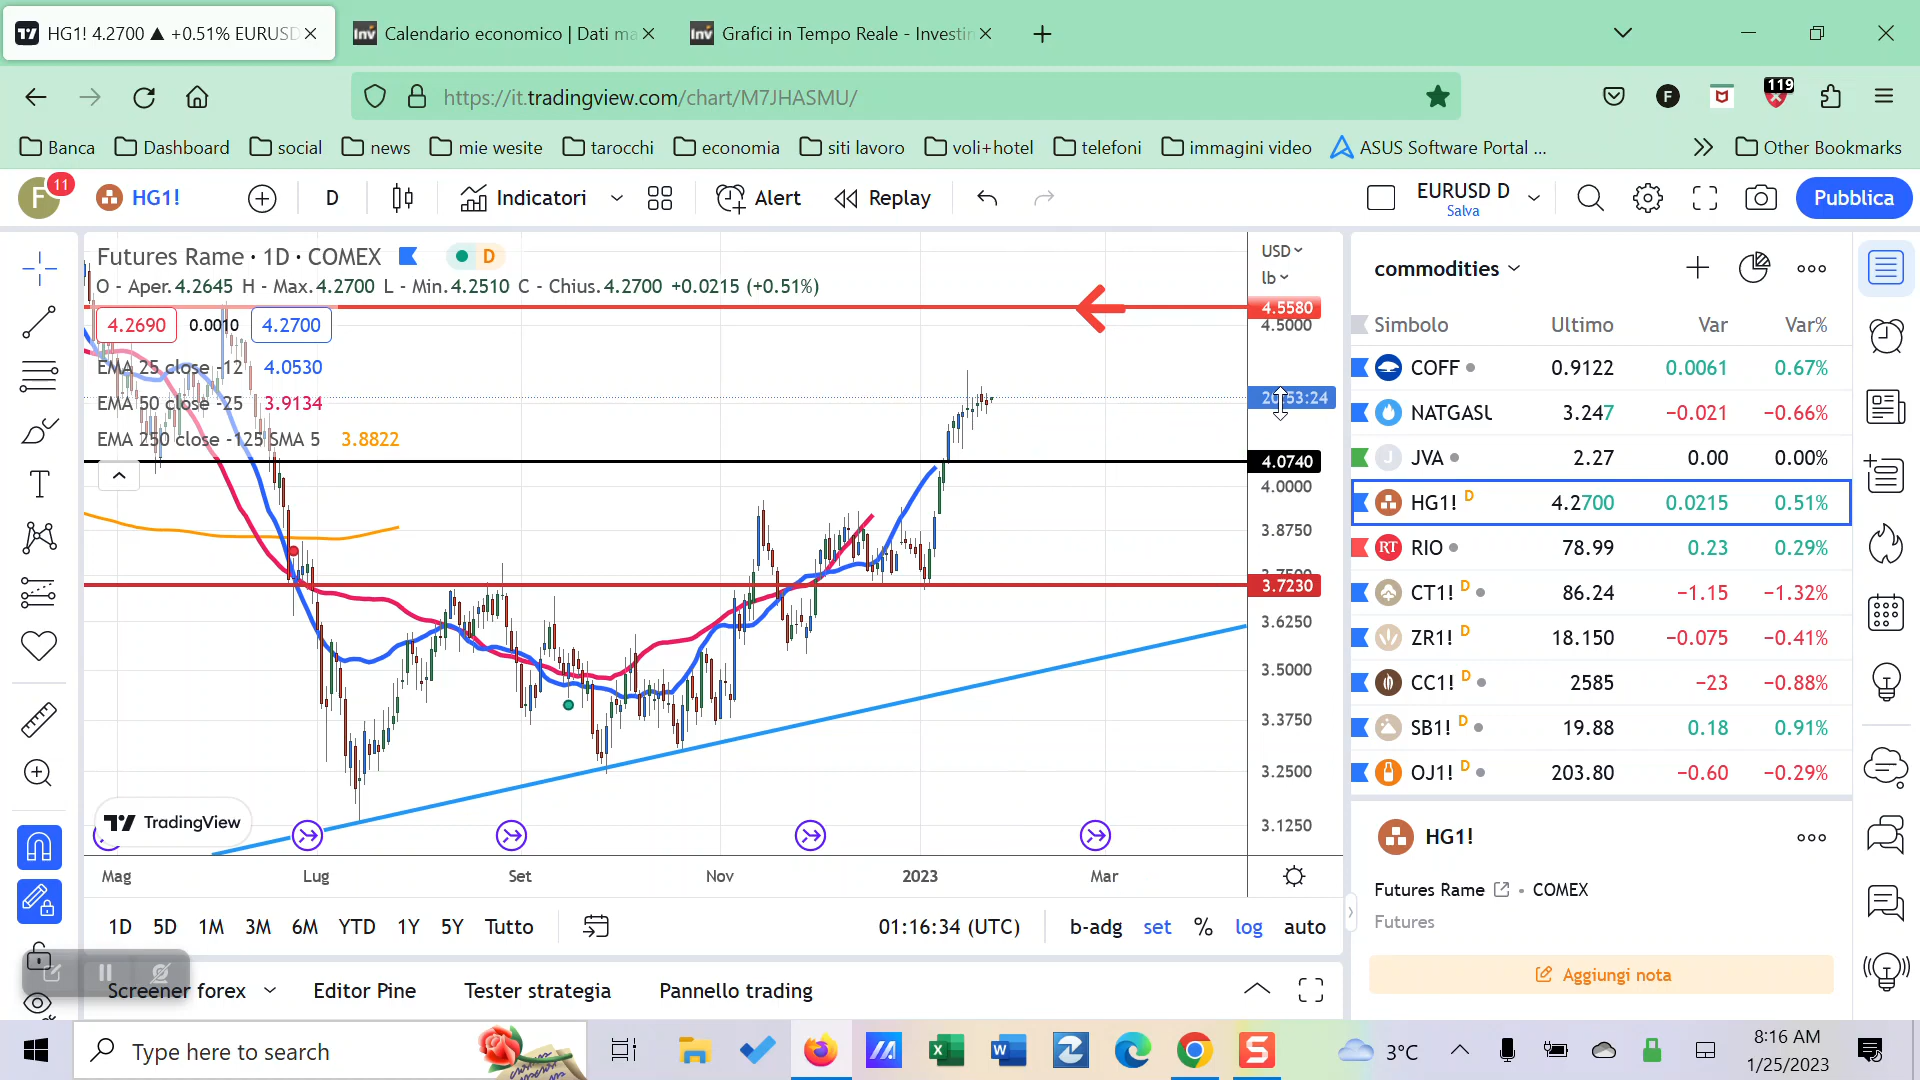 HG1! 4.2700 ▲ +0.51% EURUSD
Calendario economico | Dati ma
Grafici in Tempo Reale - Investin
https://it.tradingview.com/chart/M7JHASMU/
F
119
Banca
Dashboard
social
news
mie wesite
tarocchi
economia
siti lavoro
voli+hotel
telefoni
immagini video
ASUS Software Portal ...
Other Bookmarks
F
11
HG1!
D
Indicatori
Alert
Replay
EURUSD D
Salva
Pubblica
Futures Rame · 1D · COMEX
D
O - Aper.4.2645 H - Max.4.2700 L - Min.4.2510 C - Chius.4.2700 +0.0215 (+0.51%)
4.2690
0.0010
4.2700
EMA 25 close -12 4.0530
EMA 50 close -25 3.9134
EMA 250 close -125 SMA 5 3.8822
USD
lb
4.5580
4.5000
4.0740
4.0000
3.8750
3.7500
3.7230
3.6250
3.5000
3.3750
3.2500
3.1250
TradingView
Mag
Lug
Set
Nov
2023
Mar
1D
5D
1M
3M
6M
YTD
1Y
5Y
Tutto
01:16:34 (UTC)
b-adg
set
%
log
auto
Screener forex
Editor Pine
Tester strategia
Pannello trading
commodities
Simbolo Ultimo Var Var%
COFF 0.9122 0.0061 0.67%
NATGASU 3.247 −0.021 −0.66%
J JVA 2.27 0.00 0.00%
HG1! D 4.2700 0.0215 0.51%
RT RIO 78.99 0.23 0.29%
CT1! D 86.24 −1.15 −1.32%
ZR1! D 18.150 −0.075 −0.41%
CC1! D 2585 −23 −0.88%
SB1! D 19.88 0.18 0.91%
OJ1! D 203.80 −0.60 −0.29%
HG1!
Futures Rame
COMEX
Futures
Aggiungi nota
Type here to search
3°C
8:16 AM
1/25/2023